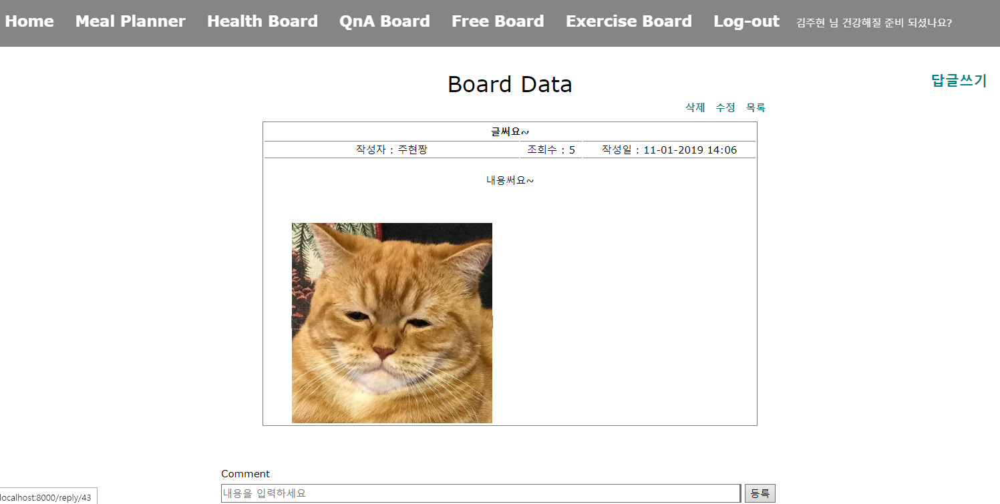 Home Meal Planner Health Board QnA Board Free Board Exercise Board Log-out 김주현 님 건강해질 준비 되셨나요?
Board Data
답글쓰기
삭제 수정 목록
글써요~
작성자 : 주현짱 조회수 : 5 작성일 : 11-01-2019 14:06
내용써요~
Comment
내용을 입력하세요 등록
localhost:8000/reply/43